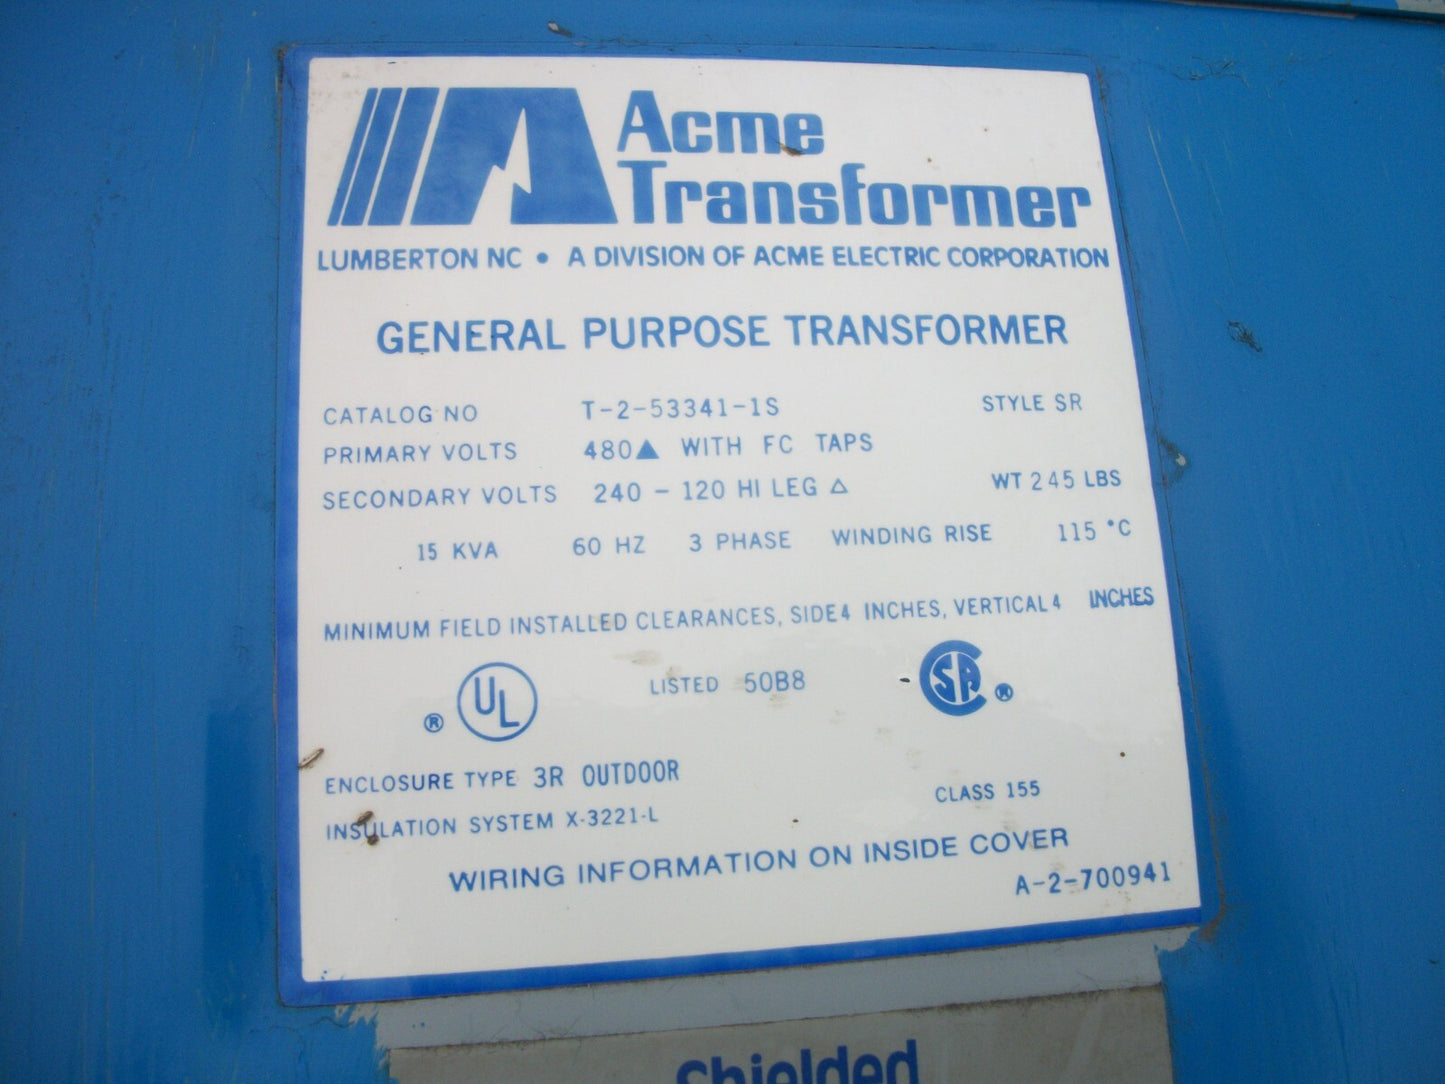 Acme
Transformer
LUMBERTON NC • A DIVISION OF ACME ELECTRIC CORPORATION
GENERAL PURPOSE TRANSFORMER
CATALOG NO T-2-53341-1S STYLE SR
PRIMARY VOLTS 480▲ WITH FC TAPS
SECONDARY VOLTS 240 - 120 HI LEG △ WT 245 LBS
15 KVA 60 HZ 3 PHASE WINDING RISE 115 °C
MINIMUM FIELD INSTALLED CLEARANCES, SIDE 4 INCHES, VERTICAL 4 INCHES
® UL LISTED 50B8 CSA ®
ENCLOSURE TYPE 3R OUTDOOR
INSULATION SYSTEM X-3221-L CLASS 155
WIRING INFORMATION ON INSIDE COVER
A-2-700941
Shielded